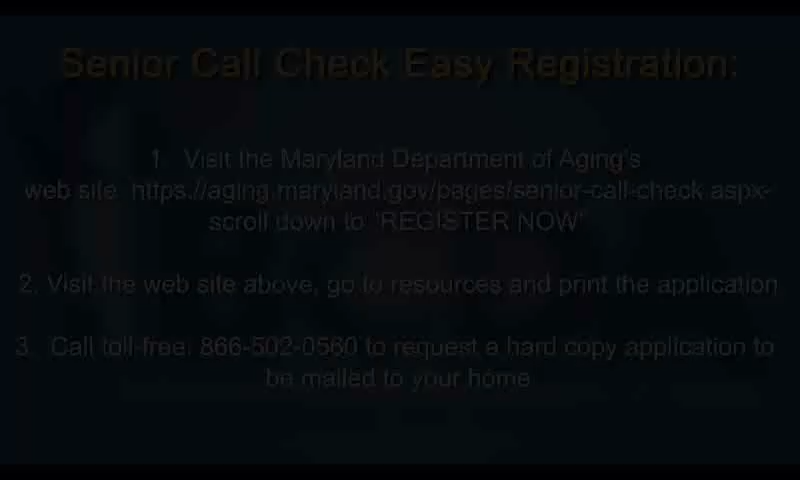 Senior Call Check Easy Registration:
1. Visit the Maryland Department of Aging's
web site: https://aging.maryland.gov/pages/senior-call-check.aspx-
scroll down to "REGISTER NOW"
2. Visit the web site above, go to resources and print the application
3. Call toll-free: 866-502-0560 to request a hard copy application to
be mailed to your home